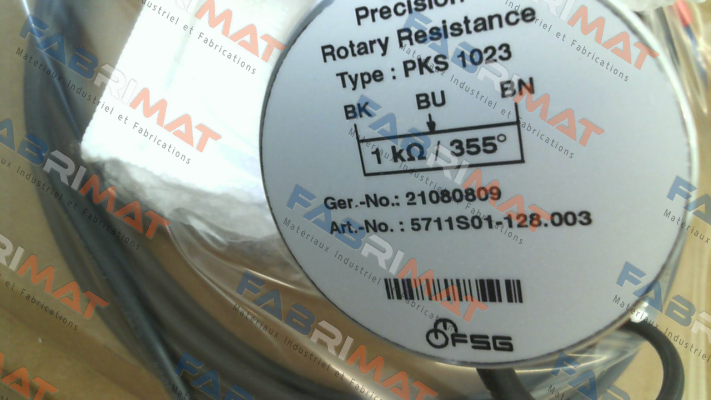 Precision
Rotary Resistance
Type : PKS 1023
BK BU BN
1 kΩ / 355°
Ger.-No.: 21080809
Art.-No. : 5711S01-128.003
FSG
FABRIMAT
Materiaux Industriel et Fabrications